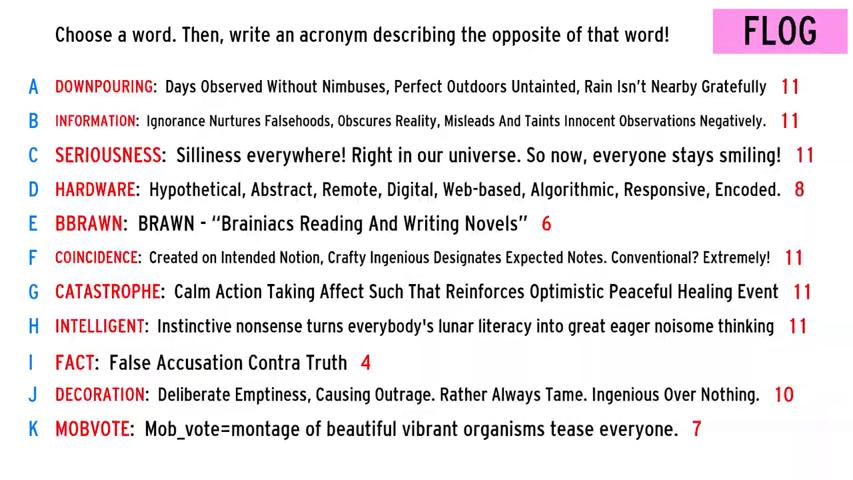 Choose a word. Then, write an acronym describing the opposite of that word!
FLOG
A DOWNPOURING: Days Observed Without Nimbuses, Perfect Outdoors Untainted, Rain Isn't Nearby Gratefully 11
B INFORMATION: Ignorance Nurtures Falsehoods, Obscures Reality, Misleads And Taints Innocent Observations Negatively. 11
C SERIOUSNESS: Silliness everywhere! Right in our universe. So now, everyone stays smiling! 11
D HARDWARE: Hypothetical, Abstract, Remote, Digital, Web-based, Algorithmic, Responsive, Encoded. 8
E BBRAWN: BRAWN - “Brainiacs Reading And Writing Novels” 6
F COINCIDENCE: Created on Intended Notion, Crafty Ingenious Designates Expected Notes. Conventional? Extremely! 11
G CATASTROPHE: Calm Action Taking Affect Such That Reinforces Optimistic Peaceful Healing Event 11
H INTELLIGENT: Instinctive nonsense turns everybody's lunar literacy into great eager noisome thinking 11
I FACT: False Accusation Contra Truth 4
J DECORATION: Deliberate Emptiness, Causing Outrage. Rather Always Tame. Ingenious Over Nothing. 10
K MOBVOTE: Mob_vote=montage of beautiful vibrant organisms tease everyone. 7